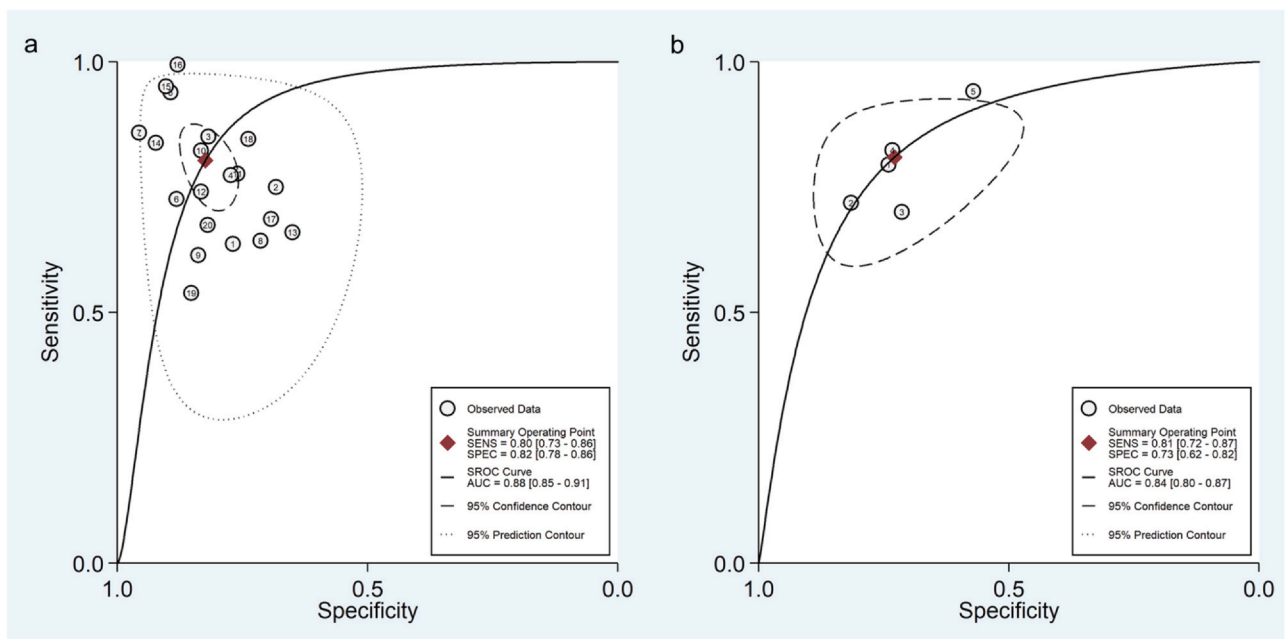 a
1.0
0.5
0.0
Sensitivity
16
15
7
14
3
10
18
4
11
12
2
6
20
17
13
1
8
9
19
Observed Data
Summary Operating Point
SENS = 0.80 [0.73 - 0.86]
SPEC = 0.82 [0.78 - 0.86]
SROC Curve
AUC = 0.88 [0.85 - 0.91]
95% Confidence Contour
95% Prediction Contour
1.0
0.5
0.0
Specificity
b
1.0
0.5
0.0
Sensitivity
5
2
3
Observed Data
Summary Operating Point
SENS = 0.81 [0.72 - 0.87]
SPEC = 0.73 [0.62 - 0.82]
SROC Curve
AUC = 0.84 [0.80 - 0.87]
95% Confidence Contour
95% Prediction Contour
1.0
0.5
0.0
Specificity